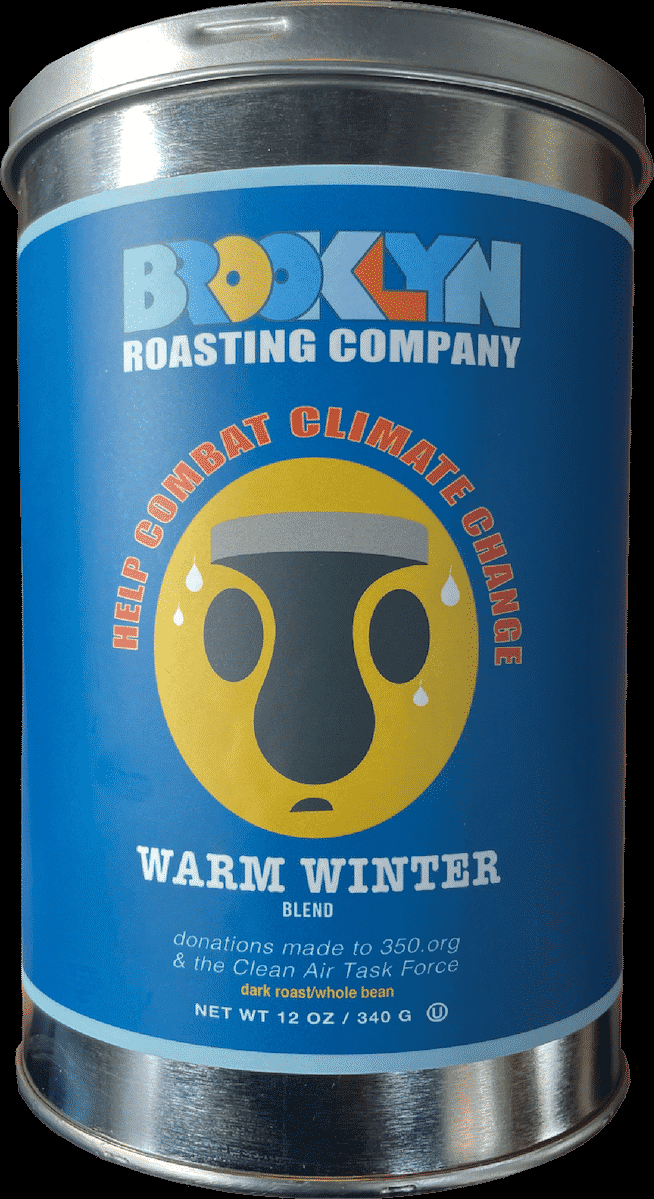 BROOKLYN
ROASTING COMPANY
HELP COMBAT CLIMATE CHANGE
WARM WINTER
BLEND
donations made to 350.org
& the Clean Air Task Force
dark roast/whole bean
NET WT 12 OZ / 340 G Ⓤ